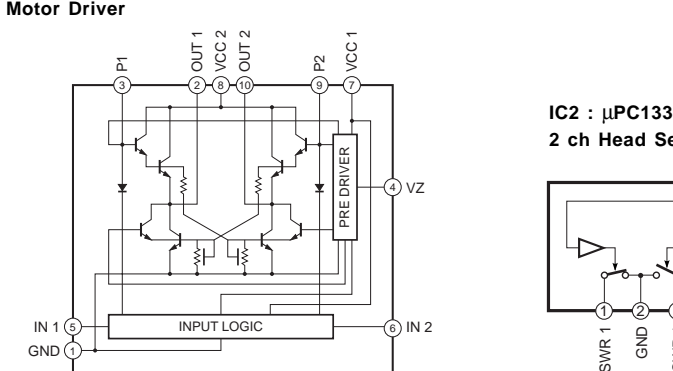 Motor Driver
P1
OUT 1
VCC 2
OUT 2
P2
VCC 1
3
2
8
10
9
7
PRE DRIVER
4 VZ
IN 1 5
INPUT LOGIC
6 IN 2
GND 1
IC2 : µPC133
2 ch Head Se
1
2
SWR 1
GND